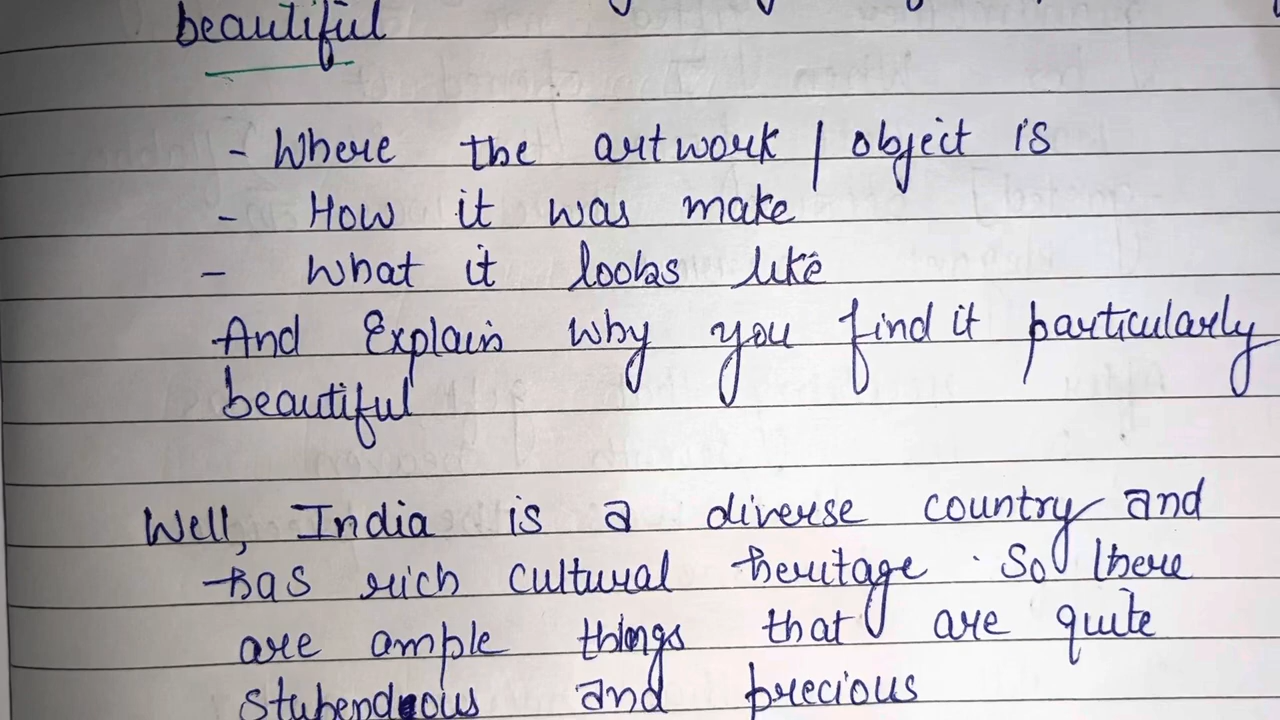 beautiful
- Where the artwork / object is
- How it was make
- What it looks like
And Explain why you find it particularly
beautiful
Well, India is a diverse country and
has rich cultural heritage. So there
are ample things that are quite
stupendous and precious